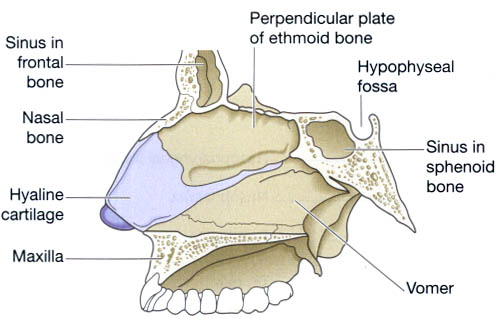 Perpendicular plate
of ethmoid bone
Sinus in
frontal
bone
Hypophyseal
fossa
Nasal
bone
Sinus in
sphenoid
bone
Hyaline
cartilage
Maxilla
Vomer